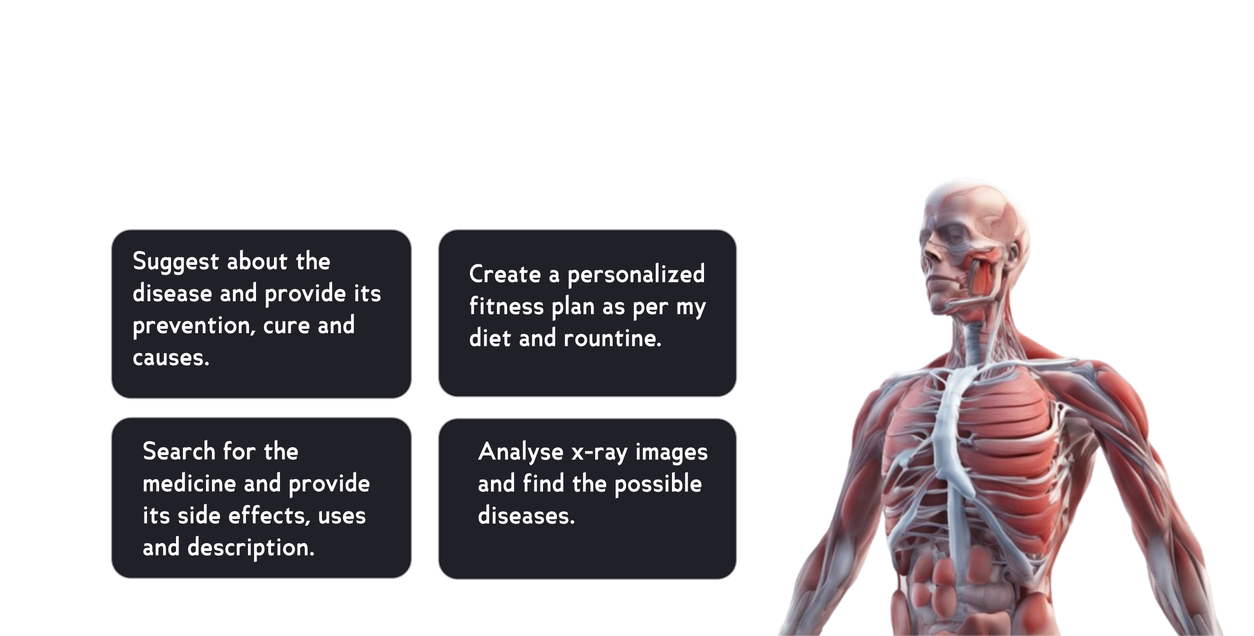 Suggest about the
disease and provide its
prevention, cure and
causes.
Create a personalized
fitness plan as per my
diet and rountine.
Search for the
medicine and provide
its side effects, uses
and description.
Analyse x-ray images
and find the possible
diseases.